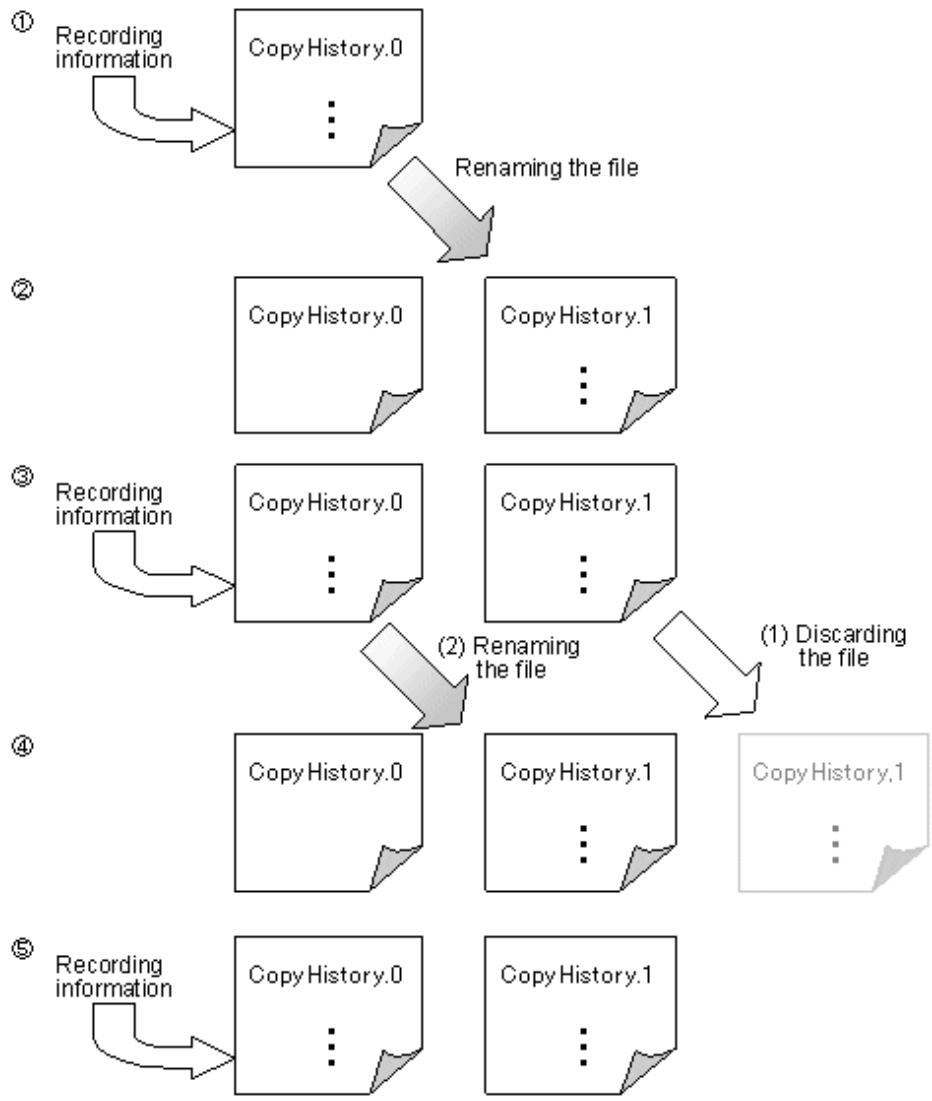 ①
Recording
information
CopyHistory.0
Renaming the file
②
CopyHistory.0
CopyHistory.1
③
Recording
information
CopyHistory.0
CopyHistory.1
(2) Renaming
the file
(1) Discarding
the file
④
CopyHistory.0
CopyHistory.1
CopyHistory,1
⑤
Recording
information
CopyHistory.0
CopyHistory.1